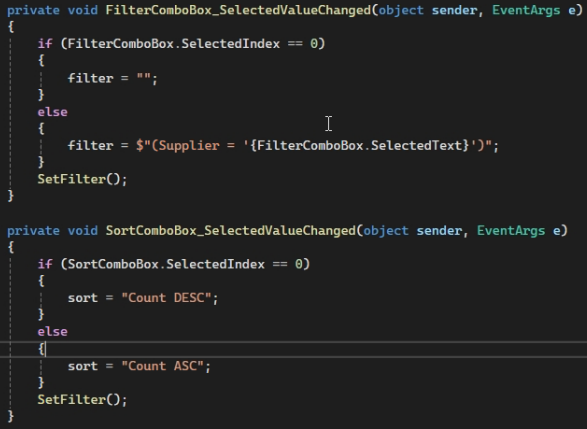 private void FilterComboBox_SelectedValueChanged(object sender, EventArgs e)
{
    if (FilterComboBox.SelectedIndex == 0)
    {
        filter = "";
    }
    else
    {
        filter = $"(Supplier = '{FilterComboBox.SelectedText}')";
    }
    SetFilter();
}

private void SortComboBox_SelectedValueChanged(object sender, EventArgs e)
{
    if (SortComboBox.SelectedIndex == 0)
    {
        sort = "Count DESC";
    }
    else
    {
        sort = "Count ASC";
    }
    SetFilter();
}